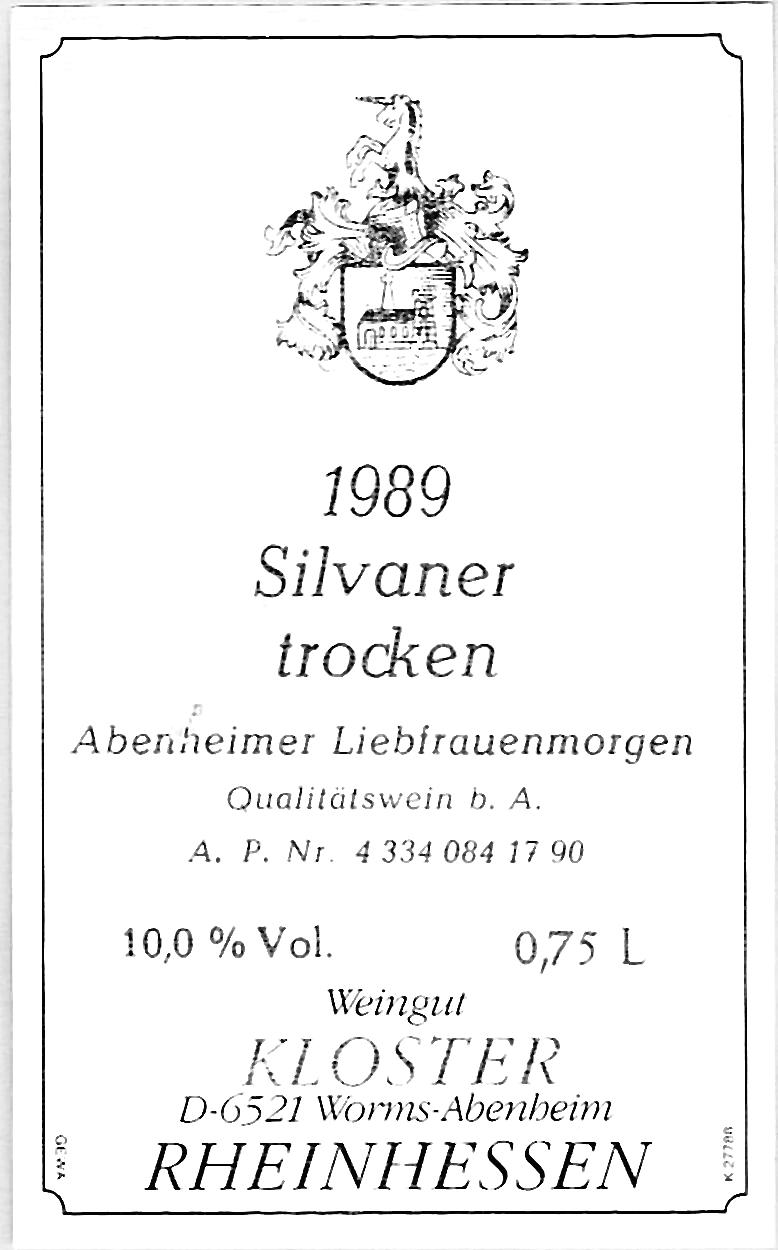 1989
Silvaner
trocken
Abenheimer Liebfrauenmorgen
Qualitätswein b. A.
A. P. Nr. 4 334 084 17 90
10,0 % Vol. 0,75 L
Weingut
KLOSTER
D-6521 Worms-Abenheim
RHEINHESSEN
GEWA
K 27788